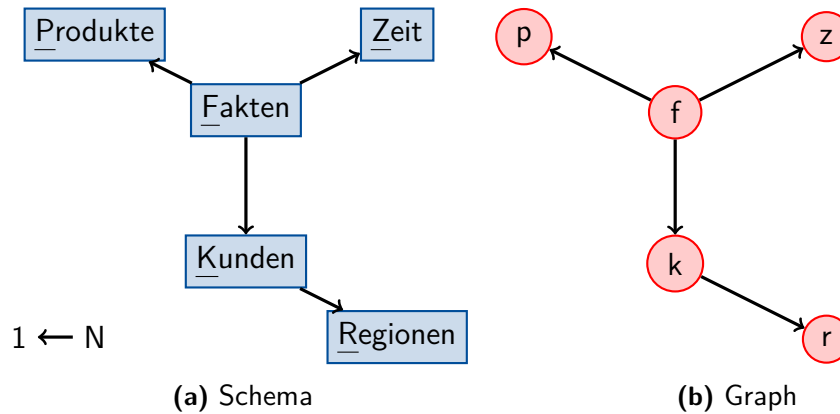 Produkte
Zeit
Fakten
Kunden
Regionen
1 ← N
(a) Schema
p
z
f
k
r
(b) Graph